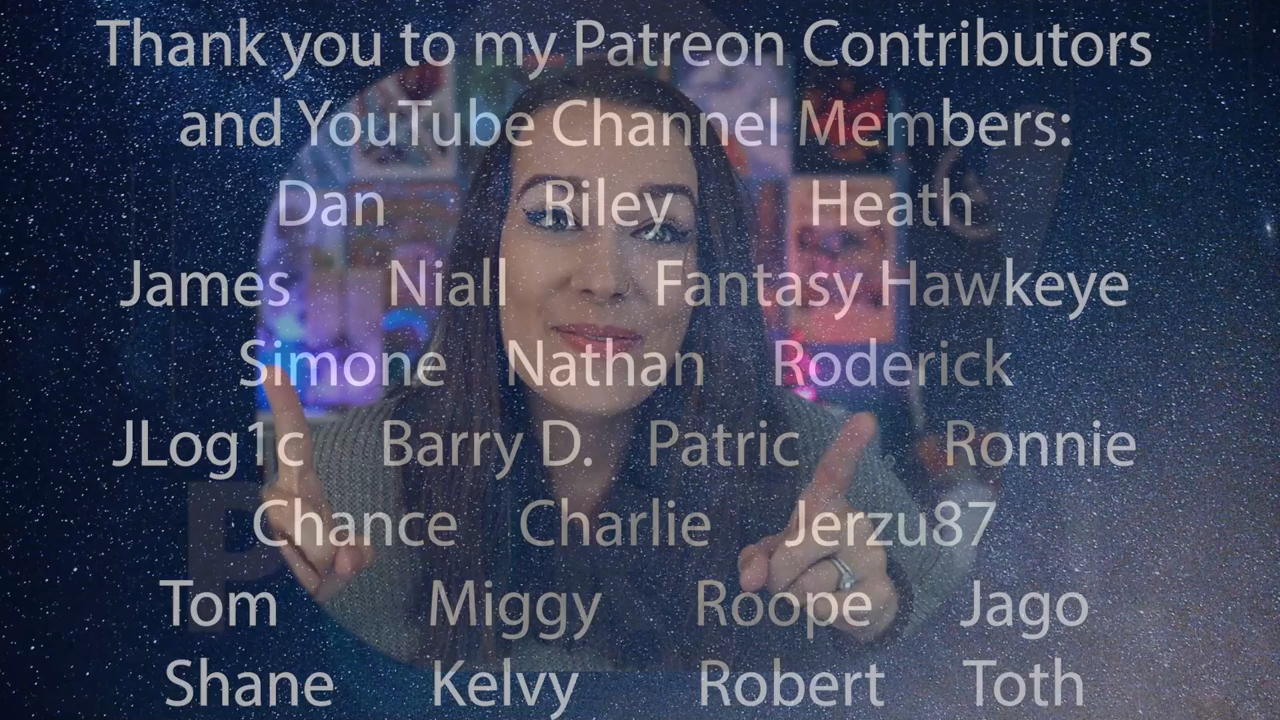 Thank you to my Patreon Contributors
and YouTube Channel Members:
Dan Riley Heath
James Niall Fantasy Hawkeye
Simone Nathan Roderick
JLog1c Barry D. Patric Ronnie
Chance Charlie Jerzu87
Tom Miggy Roope Jago
Shane Kelvy Robert Toth